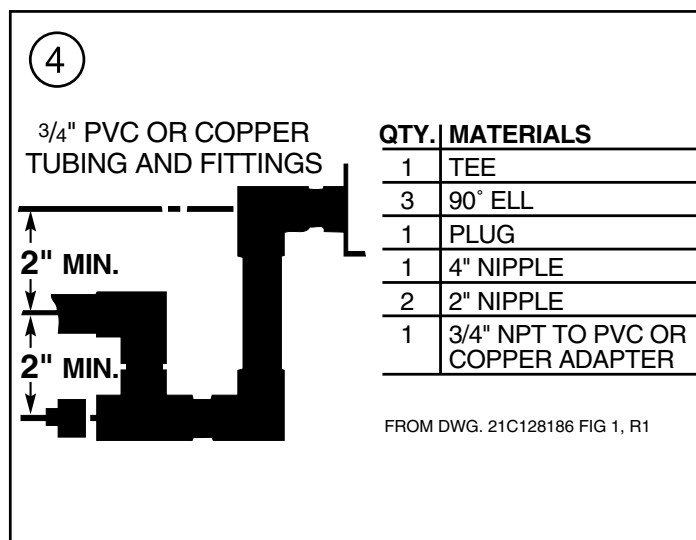 4
3/4" PVC OR COPPER
TUBING AND FITTINGS
2" MIN.
2" MIN.
QTY. MATERIALS
1 TEE
3 90° ELL
1 PLUG
1 4" NIPPLE
2 2" NIPPLE
1 3/4" NPT TO PVC OR
COPPER ADAPTER
FROM DWG. 21C128186 FIG 1, R1